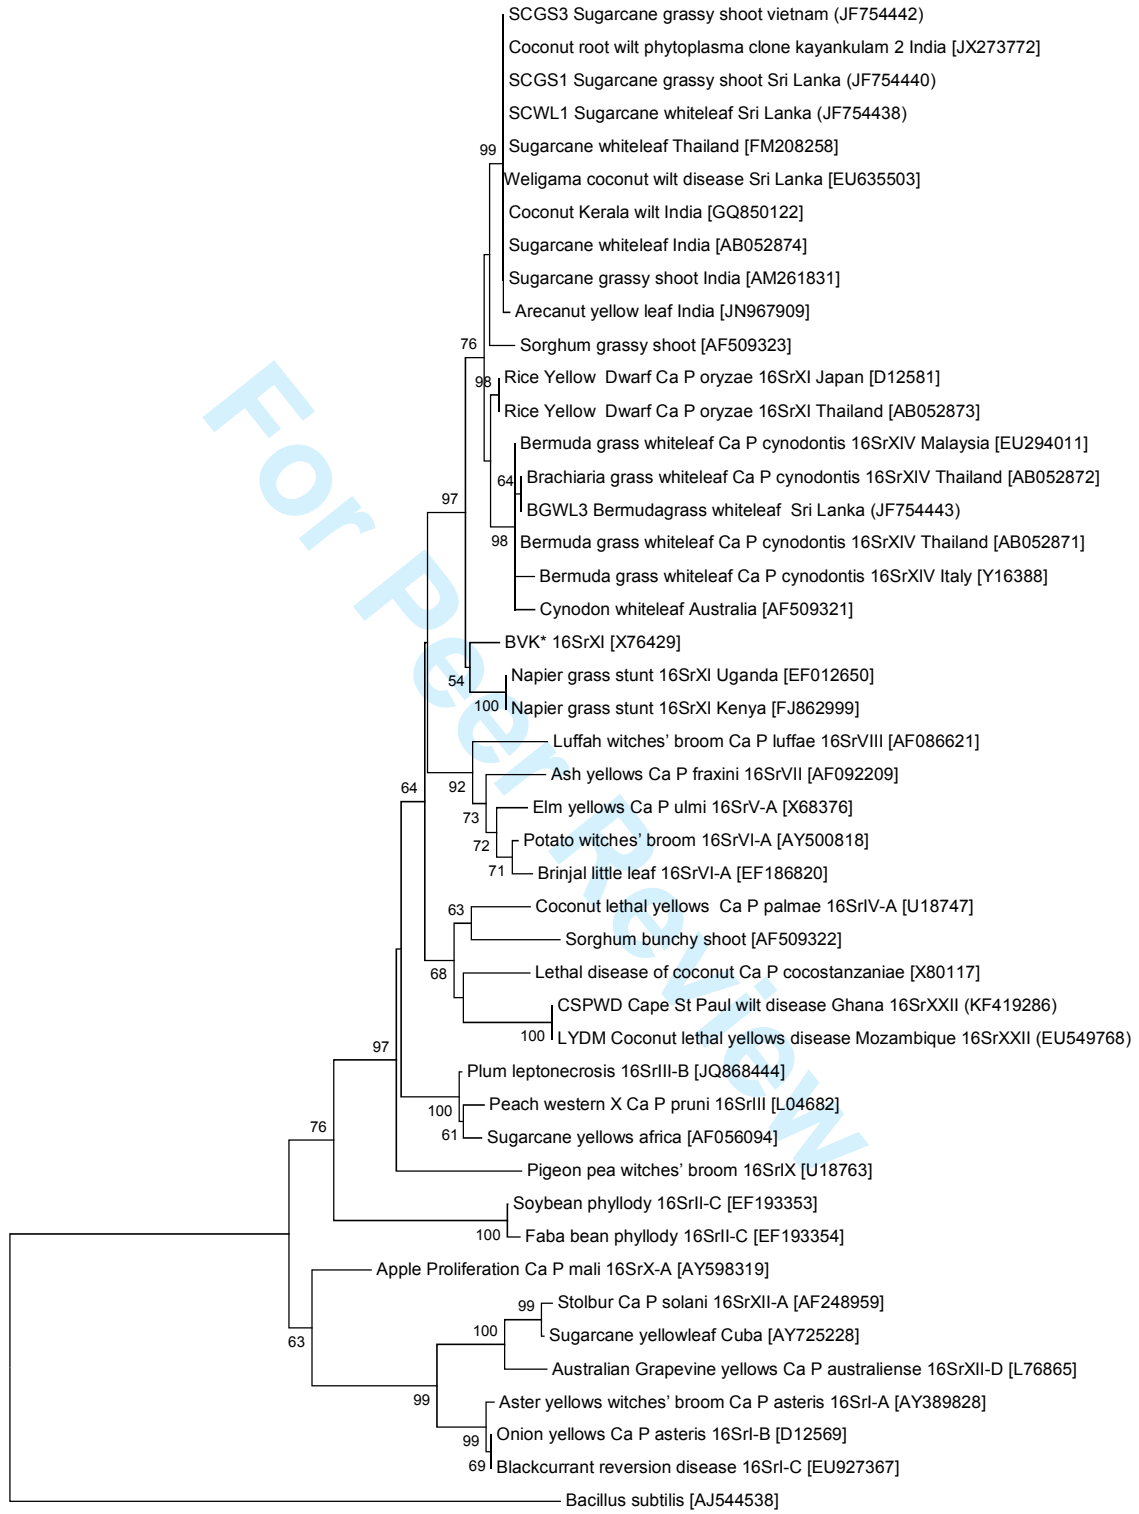 SCGS3 Sugarcane grassy shoot vietnam (JF754442)
Coconut root wilt phytoplasma clone kayankulam 2 India [JX273772]
SCGS1 Sugarcane grassy shoot Sri Lanka (JF754440)
SCWL1 Sugarcane whiteleaf Sri Lanka (JF754438)
99
Sugarcane whiteleaf Thailand [FM208258]
Weligama coconut wilt disease Sri Lanka [EU635503]
Coconut Kerala wilt India [GQ850122]
Sugarcane whiteleaf India [AB052874]
Sugarcane grassy shoot India [AM261831]
Arecanut yellow leaf India [JN967909]
76
Sorghum grassy shoot [AF509323]
98
Rice Yellow Dwarf Ca P oryzae 16SrXI Japan [D12581]
Rice Yellow Dwarf Ca P oryzae 16SrXI Thailand [AB052873]
Bermuda grass whiteleaf Ca P cynodontis 16SrXIV Malaysia [EU294011]
64
Brachiaria grass whiteleaf Ca P cynodontis 16SrXIV Thailand [AB052872]
97
BGWL3 Bermudagrass whiteleaf Sri Lanka (JF754443)
98
Bermuda grass whiteleaf Ca P cynodontis 16SrXIV Thailand [AB052871]
Bermuda grass whiteleaf Ca P cynodontis 16SrXIV Italy [Y16388]
Cynodon whiteleaf Australia [AF509321]
BVK* 16SrXI [X76429]
54
Napier grass stunt 16SrXI Uganda [EF012650]
100
Napier grass stunt 16SrXI Kenya [FJ862999]
Luffah witches' broom Ca P luffae 16SrVIII [AF086621]
Ash yellows Ca P fraxini 16SrVII [AF092209]
64
92
Elm yellows Ca P ulmi 16SrV-A [X68376]
73
Potato witches' broom 16SrVI-A [AY500818]
72
71
Brinjal little leaf 16SrVI-A [EF186820]
63
Coconut lethal yellows Ca P palmae 16SrIV-A [U18747]
Sorghum bunchy shoot [AF509322]
68
Lethal disease of coconut Ca P cocostanzaniae [X80117]
CSPWD Cape St Paul wilt disease Ghana 16SrXXII (KF419286)
100
LYDM Coconut lethal yellows disease Mozambique 16SrXXII (EU549768)
97
Plum leptonecrosis 16SrIII-B [JQ868444]
100
Peach western X Ca P pruni 16SrIII [L04682]
76
61
Sugarcane yellows africa [AF056094]
Pigeon pea witches' broom 16SrIX [U18763]
Soybean phyllody 16SrII-C [EF193353]
100
Faba bean phyllody 16SrII-C [EF193354]
Apple Proliferation Ca P mali 16SrX-A [AY598319]
99
Stolbur Ca P solani 16SrXII-A [AF248959]
63
100
Sugarcane yellowleaf Cuba [AY725228]
Australian Grapevine yellows Ca P australiense 16SrXII-D [L76865]
99
Aster yellows witches' broom Ca P asteris 16SrI-A [AY389828]
99
Onion yellows Ca P asteris 16SrI-B [D12569]
69
Blackcurrant reversion disease 16SrI-C [EU927367]
Bacillus subtilis [AJ544538]
For Peer Review